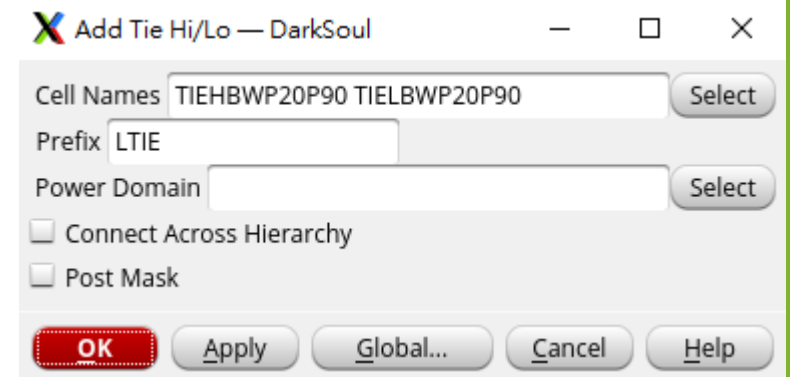 Add Tie Hi/Lo — DarkSoul
Cell Names TIEHBWP20P90 TIELBWP20P90 Select
Prefix LTIE
Power Domain Select
Connect Across Hierarchy
Post Mask
OK Apply Global... Cancel Help